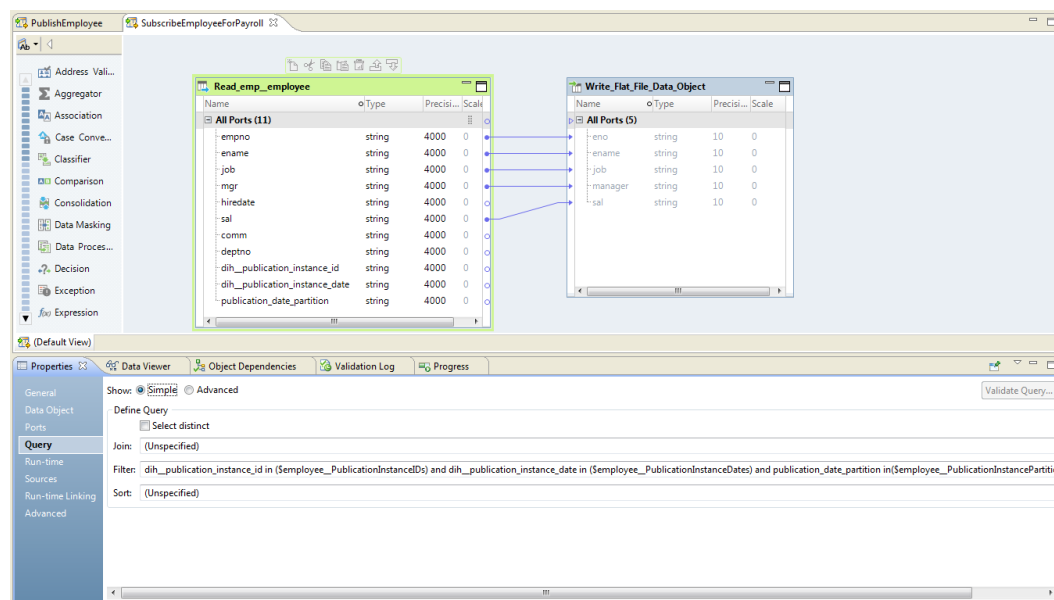 PublishEmployee SubscribeEmployeeForPayroll
Ab
Address Vali...
Aggregator
Association
Case Conve...
Classifier
Comparison
Consolidation
Data Masking
Data Proces...
Decision
Exception
f(x) Expression
Read_emp__employee
Name Type Precisi... Scale
All Ports (11)
empno string 4000 0
ename string 4000 0
job string 4000 0
mgr string 4000 0
hiredate string 4000 0
sal string 4000 0
comm string 4000 0
deptno string 4000 0
dih__publication_instance_id string 4000 0
dih__publication_instance_date string 4000 0
publication_date_partition string 4000 0
Write_Flat_File_Data_Object
Name Type Precisi... Scale
All Ports (5)
eno string 10 0
ename string 10 0
job string 10 0
manager string 10 0
sal string 10 0
(Default View)
Properties Data Viewer Object Dependencies Validation Log Progress
General
Data Object
Ports
Query
Run-time
Sources
Run-time Linking
Advanced
Show: Simple Advanced
Validate Query...
Define Query
Select distinct
Join: (Unspecified)
Filter: dih__publication_instance_id in ($employee__PublicationInstanceIDs) and dih__publication_instance_date in ($employee__PublicationInstanceDates) and publication_date_partition in($employee__PublicationInstancePartiti
Sort: (Unspecified)